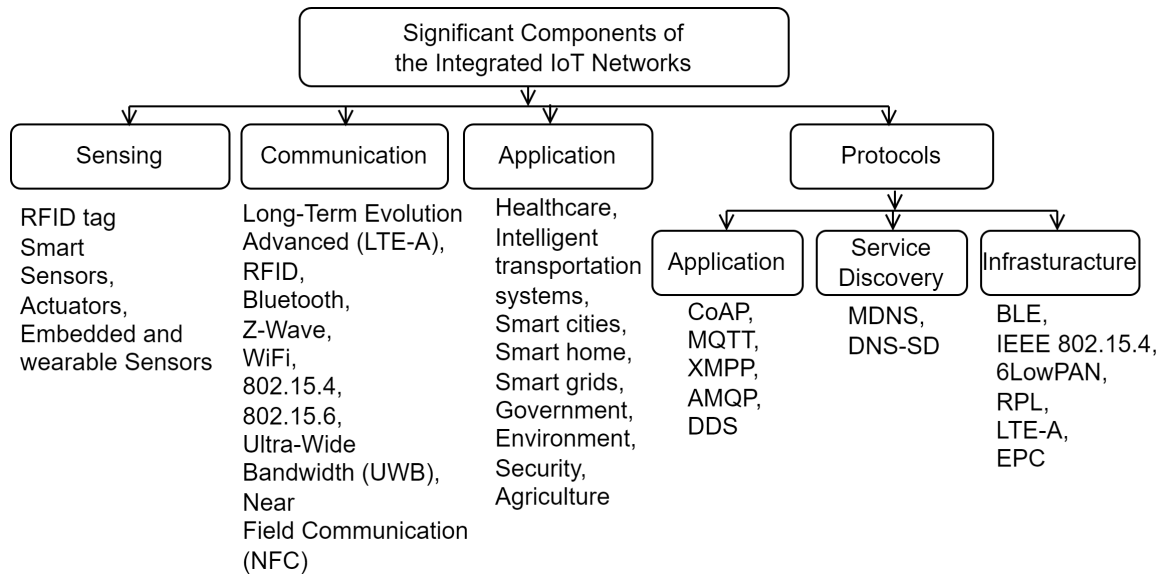 Significant Components of
the Integrated IoT Networks
Sensing
Communication
Application
Protocols
RFID tag
Smart
Sensors,
Actuators,
Embedded and
wearable Sensors
Long-Term Evolution
Advanced (LTE-A),
RFID,
Bluetooth,
Z-Wave,
WiFi,
802.15.4,
802.15.6,
Ultra-Wide
Bandwidth (UWB),
Near
Field Communication
(NFC)
Healthcare,
Intelligent
transportation
systems,
Smart cities,
Smart home,
Smart grids,
Government,
Environment,
Security,
Agriculture
Application
Service
Discovery
Infrasturacture
CoAP,
MQTT,
XMPP,
AMQP,
DDS
MDNS,
DNS-SD
BLE,
IEEE 802.15.4,
6LowPAN,
RPL,
LTE-A,
EPC